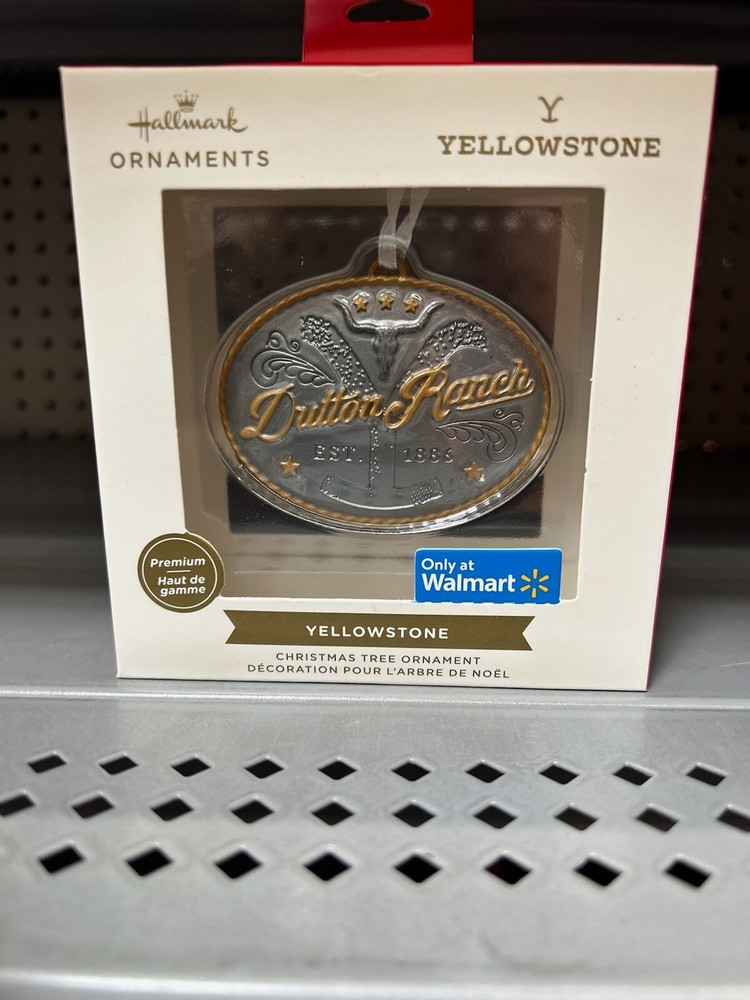 Hallmark
ORNAMENTS
YELLOWSTONE
Dutton Ranch
EST. 1886
Premium
Haut de
gamme
Only at
Walmart
YELLOWSTONE
CHRISTMAS TREE ORNAMENT
DÉCORATION POUR L'ARBRE DE NOËL